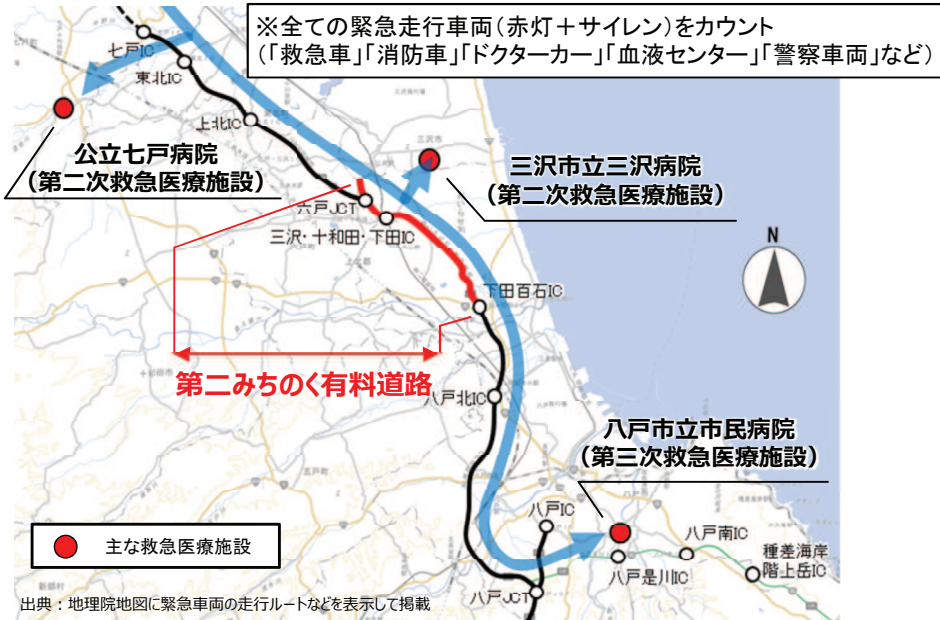 ※全ての緊急走行車両(赤灯+サイレン)をカウント
(「救急車」「消防車」「ドクターカー」「血液センター」「警察車両」など)
七戸IC
東北IC
上北IC
三沢市
公立七戸病院
(第二次救急医療施設)
三沢市立三沢病院
(第二次救急医療施設)
六戸JCT
三沢・十和田・下田IC
N
下田百石IC
第二みちのく有料道路
八戸北IC
八戸市立市民病院
(第三次救急医療施設)
五戸町
八戸市
八戸IC
主な救急医療施設
八戸南IC
種差海岸
階上岳IC
八戸是川IC
八戸JCT
出典:地理院地図に緊急車両の走行ルートなどを表示して掲載